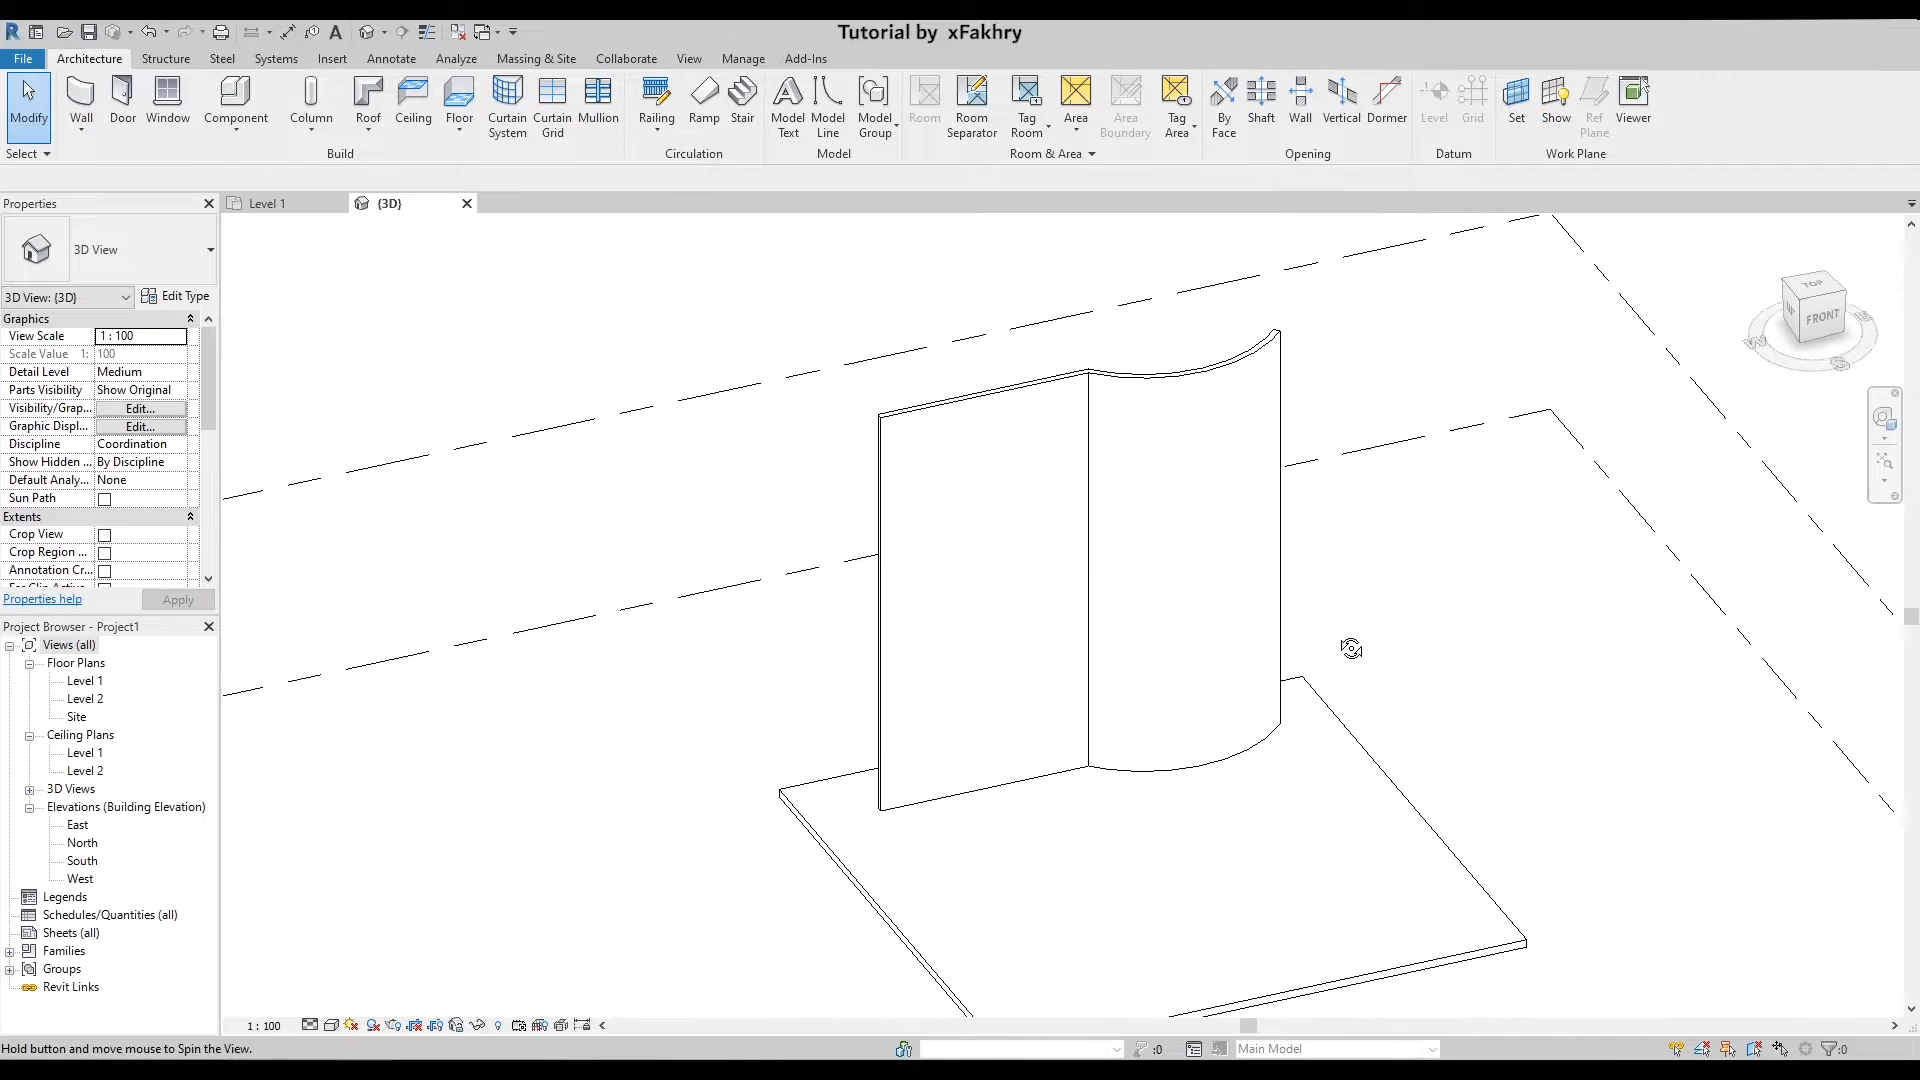 Tutorial by  xFakhry
File Architecture Structure Steel Systems Insert Annotate Analyze Massing & Site Collaborate View Manage Add-Ins
Modify Wall Door Window Component Column Roof Ceiling Floor Curtain System Curtain Grid Mullion Railing Ramp Stair Model Text Model Line Model Group Room Room Separator Tag Room Area Area Boundary Tag Area By Face Shaft Wall Vertical Dormer Level Grid Set Show Ref Plane Viewer
Select Build Circulation Model Room & Area Opening Datum Work Plane
Properties
Level 1 {3D}
3D View
3D View: {3D} Edit Type
Graphics
View Scale 1 : 100
Scale Value 1: 100
Detail Level Medium
Parts Visibility Show Original
Visibility/Grap... Edit...
Graphic Displ... Edit...
Discipline Coordination
Show Hidden ... By Discipline
Default Analy... None
Sun Path
Extents
Crop View
Crop Region ...
Annotation Cr...
Properties help Apply
Project Browser - Project1
Views (all)
Floor Plans
Level 1
Level 2
Site
Ceiling Plans
Level 1
Level 2
3D Views
Elevations (Building Elevation)
East
North
South
West
Legends
Schedules/Quantities (all)
Sheets (all)
Families
Groups
Revit Links
TOP
FRONT
W
S
1 : 100
Hold button and move mouse to Spin the View.
:0
Main Model
:0